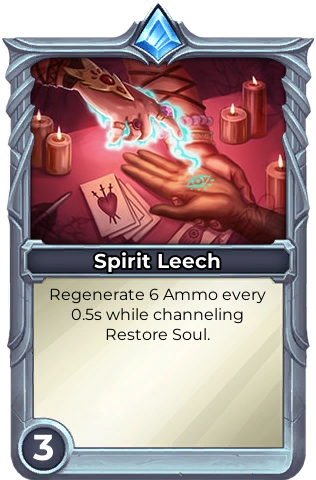 Spirit Leech
Regenerate 6 Ammo every
0.5s while channeling
Restore Soul.
3